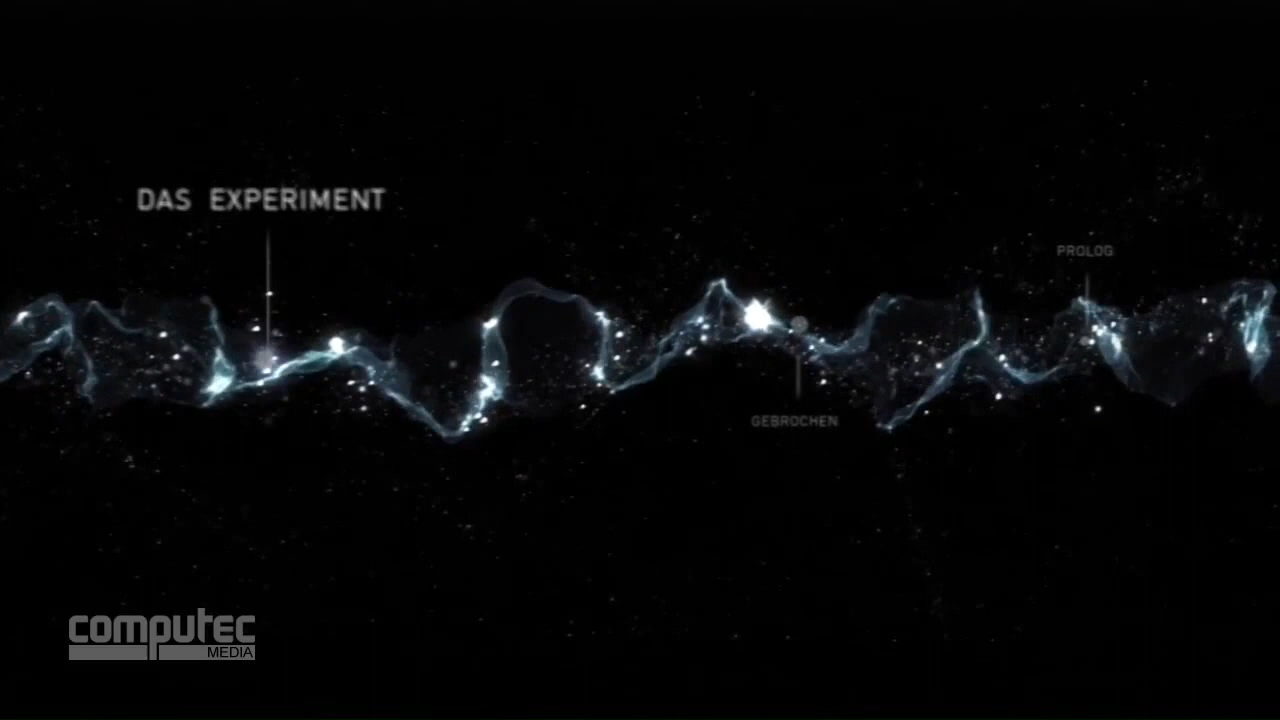 DAS EXPERIMENT
PROLOG
GEBROCHEN
computec
MEDIA